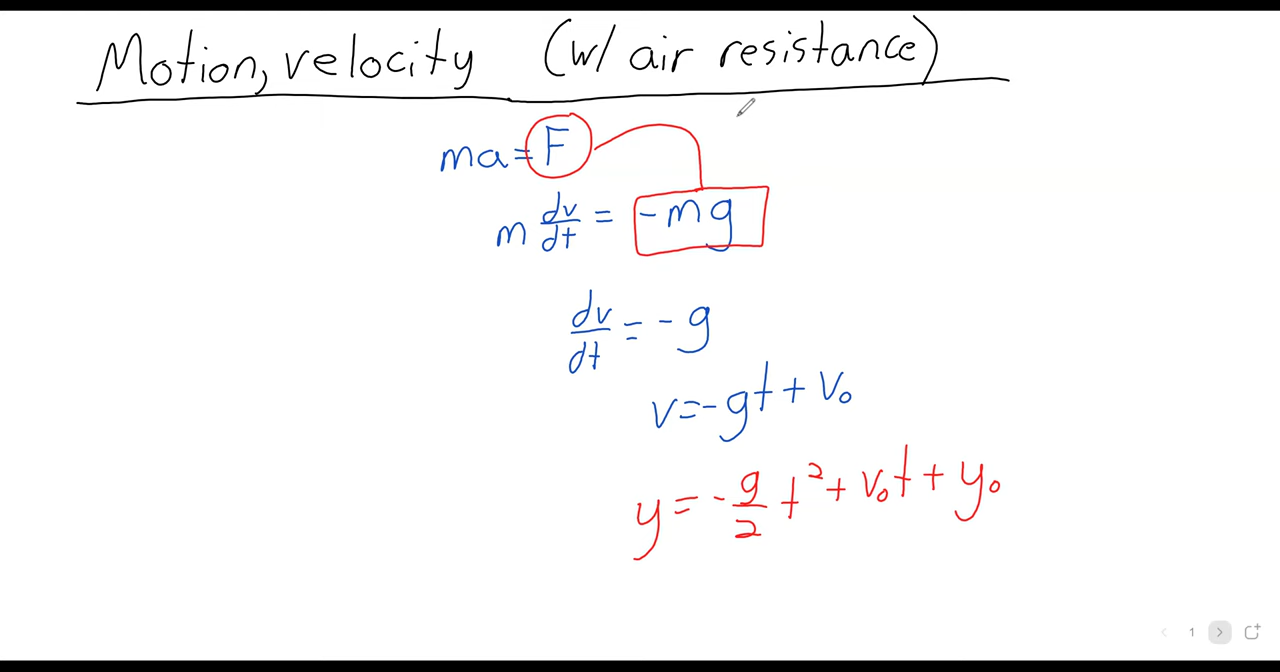 Motion, velocity (w/ air resistance)
ma = F
m dv/dt = -mg
dv/dt = -g
v = -gt + v₀
y = -g/2 t² + v₀t + y₀
1